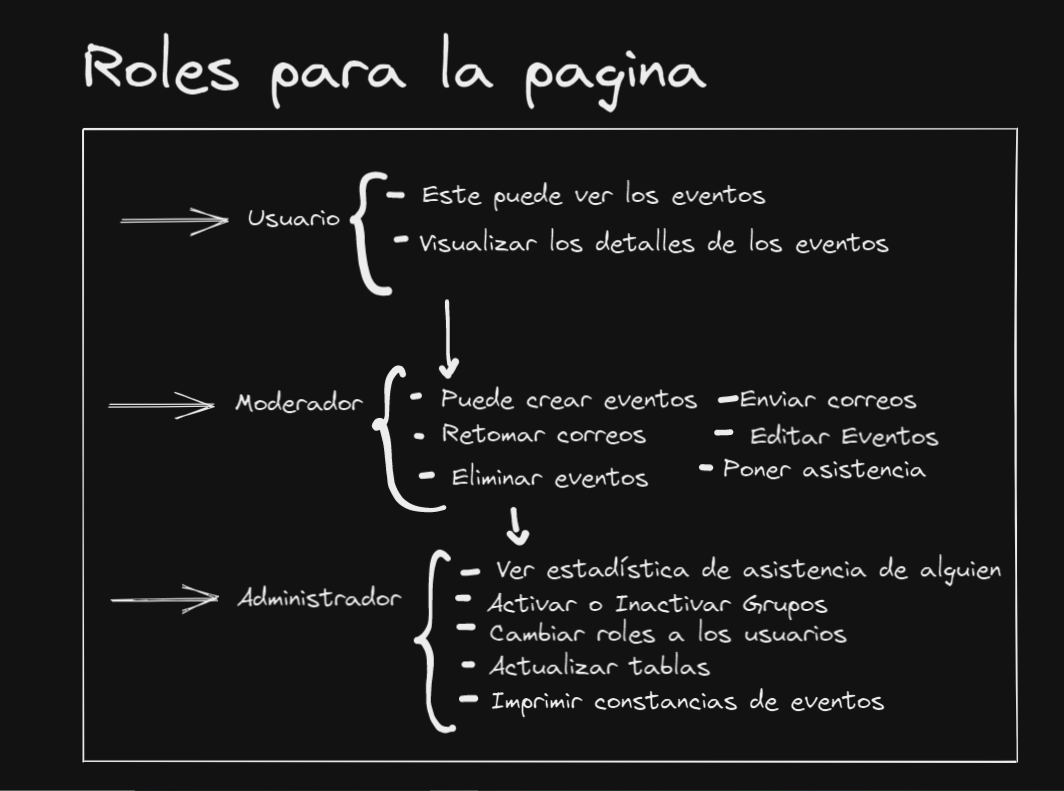 Roles para la pagina
Usuario
- Este puede ver los eventos
- Visualizar los detalles de los eventos
Moderador
- Puede crear eventos
- Retomar correos
- Eliminar eventos
- Enviar correos
- Editar Eventos
- Poner asistencia
Administrador
- Ver estadística de asistencia de alguien
- Activar o Inactivar Grupos
- Cambiar roles a los usuarios
- Actualizar tablas
- Imprimir constancias de eventos